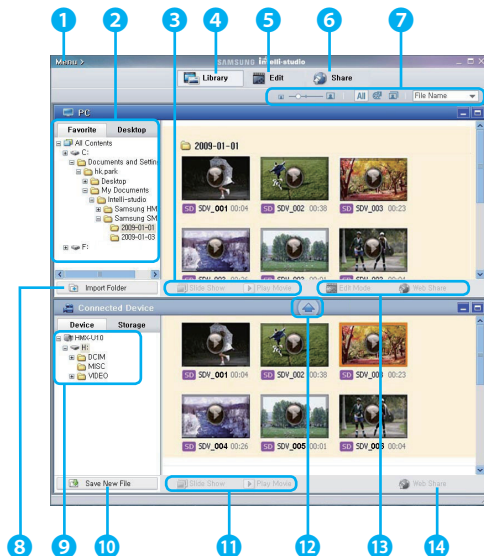 1 2 3 4 5 6 7
Menu >
SAMSUNG intelli-studio
Library Edit Share
All File Name
PC
Favorite Desktop
All Contents
C:
Documents and Settin
hk,park
Desktop
My Documents
Intelli-studio
Samsung HM
Samsung SM
2009-01-01
2009-01-03
F:
2009-01-01
SD SDV_001 00:04 SD SDV_002 00:38 SD SDV_003 00:23
Import Folder
Slide Show Play Movie Edit Mode Web Share
Connected Device
Device Storage
HMX-U10
H:
DCIM
MISC
VIDEO
SD SDV_001 00:04 SD SDV_002 00:38 SD SDV_003 00:23
SD SDV_004 00:26 SD SDV_005 00:01 SD 00:04
Save New File
Slide Show Play Movie Web Share
8 9 10 11 12 13 14